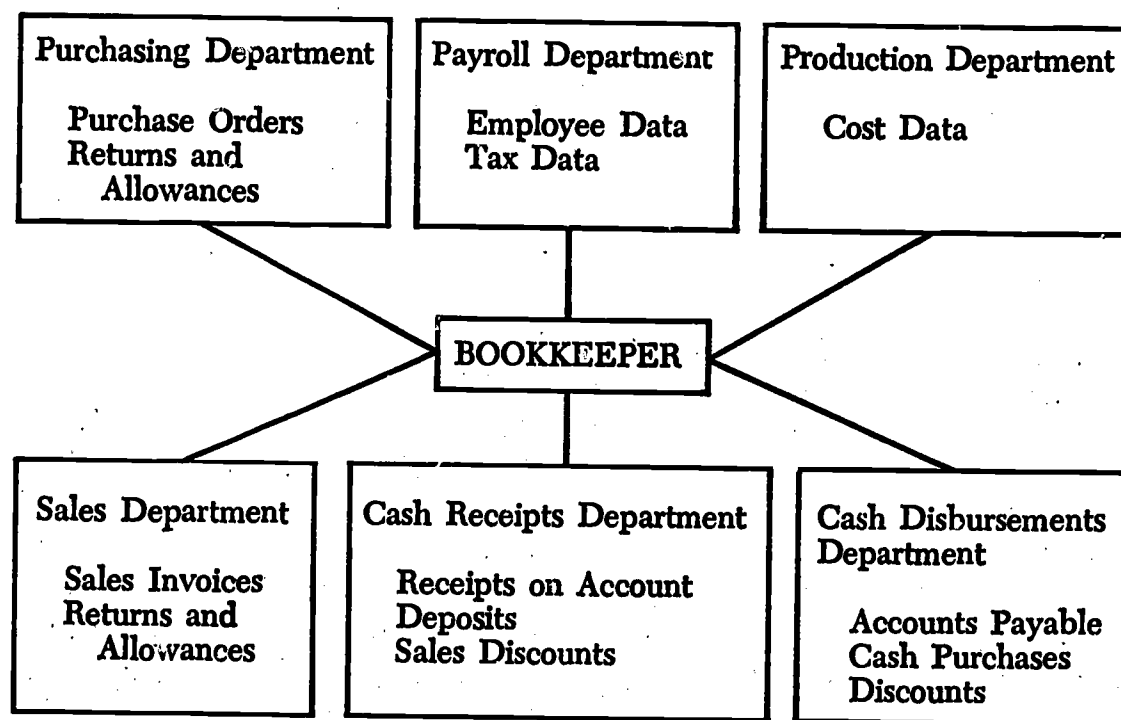 Purchasing Department
Purchase Orders
Returns and
Allowances
Payroll Department
Employee Data
Tax Data
Production Department
Cost Data
BOOKKEEPER
Sales Department
Sales Invoices
Returns and
Allowances
Cash Receipts Department
Receipts on Account
Deposits
Sales Discounts
Cash Disbursements
Department
Accounts Payable
Cash Purchases
Discounts